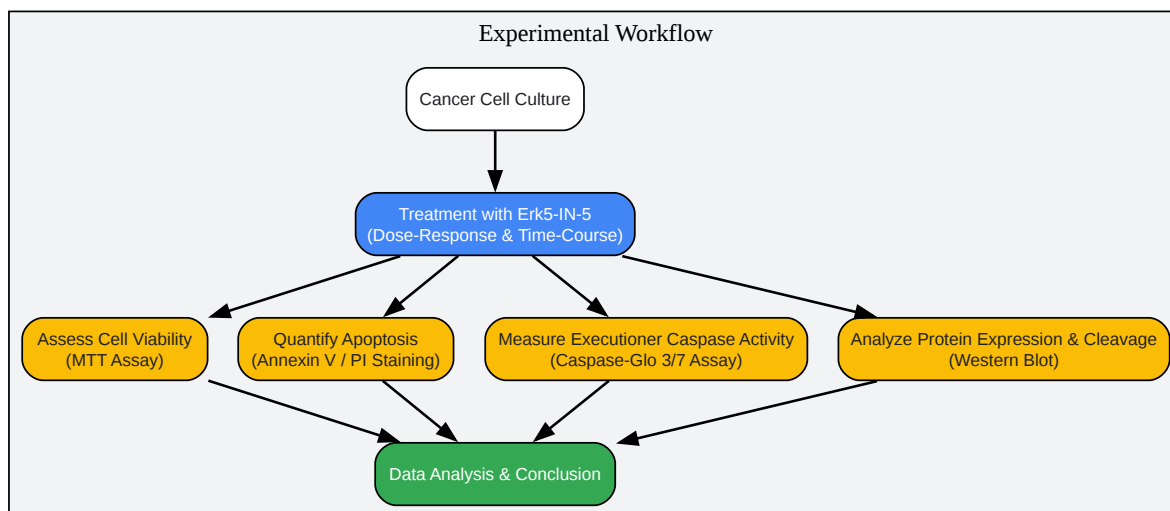 Experimental Workflow
Cancer Cell Culture
Treatment with Erk5-IN-5
(Dose-Response & Time-Course)
Assess Cell Viability
(MTT Assay)
Quantify Apoptosis
(Annexin V / PI Staining)
Measure Executioner Caspase Activity
(Caspase-Glo 3/7 Assay)
Analyze Protein Expression & Cleavage
(Western Blot)
Data Analysis & Conclusion